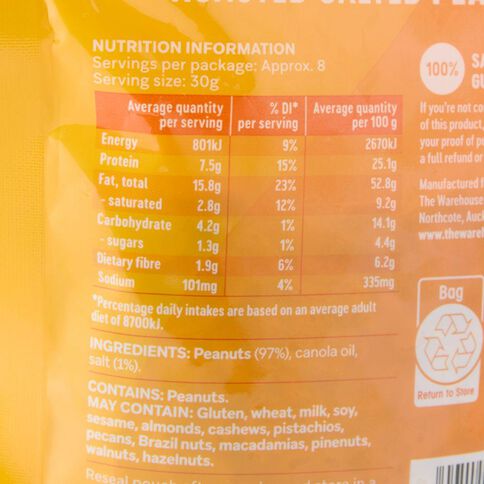 ROASTED SALTED
NUTRITION INFORMATION
Servings per package: Approx. 8
Serving size: 30g
Average quantity per serving % DI* per serving Average quantity per 100 g
Energy 801kJ 9% 2670kJ
Protein 7.5g 15% 25.1g
Fat, total 15.8g 23% 52.8g
- saturated 2.8g 12% 9.2g
Carbohydrate 4.2g 1% 14.1g
- sugars 1.3g 1% 4.4g
Dietary fibre 1.9g 6% 6.2g
Sodium 101mg 4% 335mg
*Percentage daily intakes are based on an average adult
diet of 8700kJ.
INGREDIENTS: Peanuts (97%), canola oil,
salt (1%).
CONTAINS: Peanuts.
MAY CONTAIN: Gluten, wheat, milk, soy,
sesame, almonds, cashews, pistachios,
pecans, Brazil nuts, macadamias, pinenuts,
walnuts, hazelnuts.
100%
If you're not
of this product,
your proof of
a full refund or
Manufactured
The Warehouse
Northcote,
Bag
Return to Store